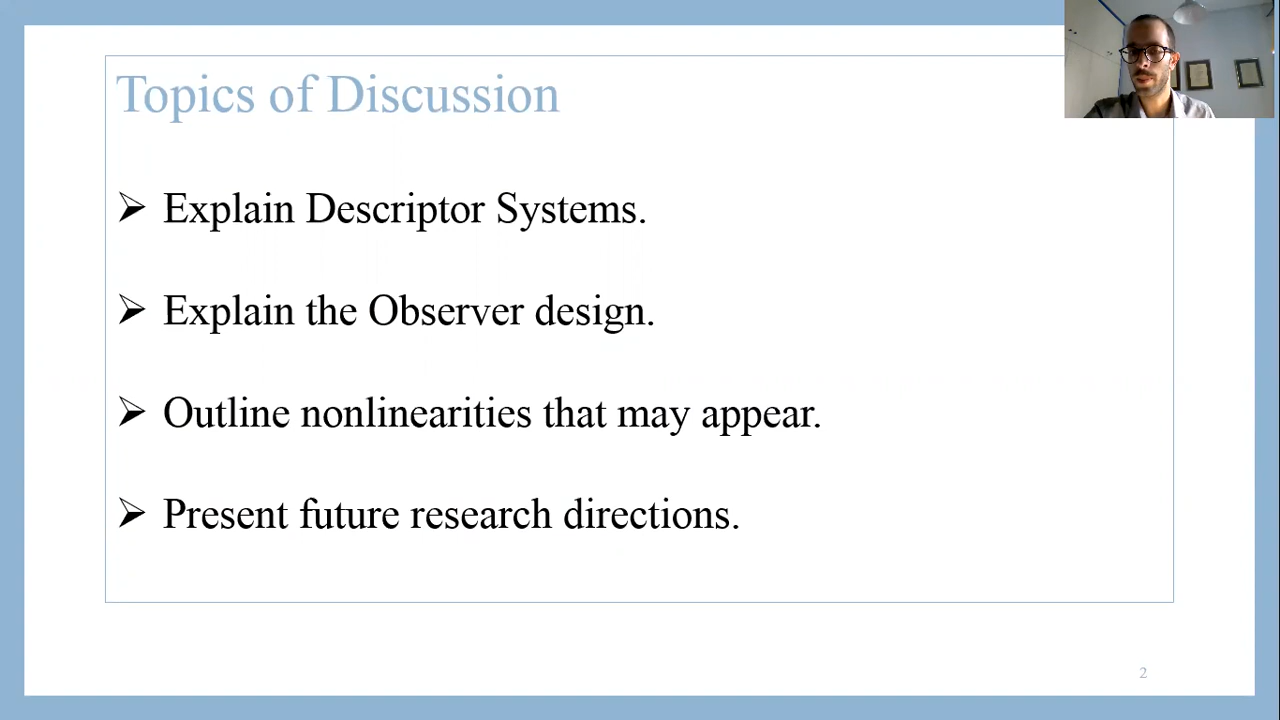 Topics of Discussion
Explain Descriptor Systems.
Explain the Observer design.
Outline nonlinearities that may appear.
Present future research directions.
2